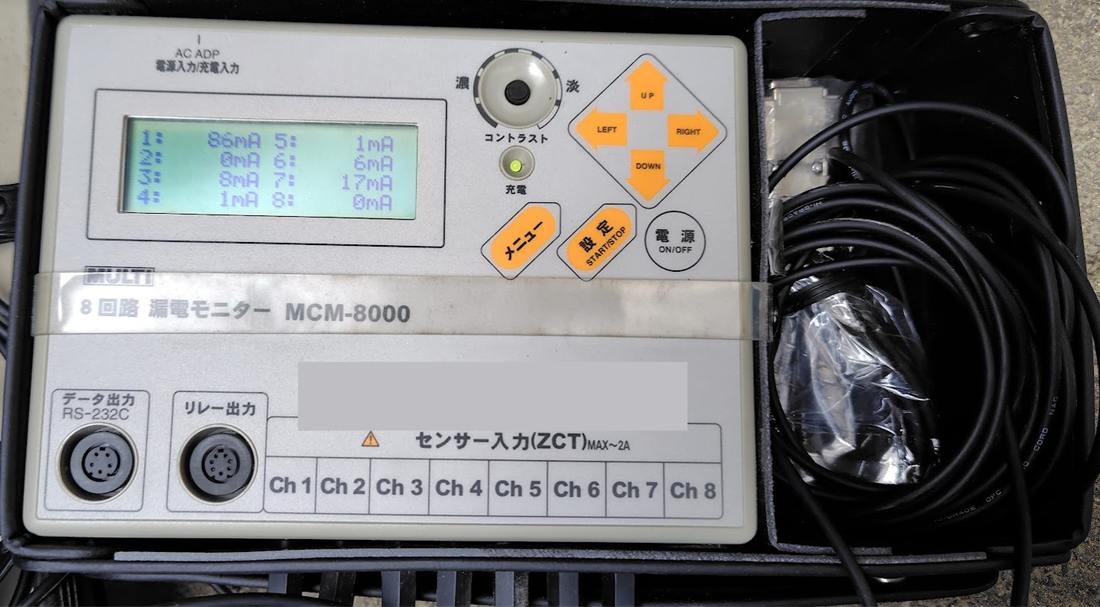 AC ADP
電源入力/充電入力
濃 淡
コントラスト
充電
UP
LEFT RIGHT
DOWN
1: 86mA 5: 1mA
2: 0mA 6: 6mA
3: 8mA 7: 17mA
4: 1mA 8: 0mA
メニュー
設定
START/STOP
電源
ON/OFF
MULTI
8回路 漏電モニター MCM-8000
データ出力
RS-232C
リレー出力
センサー入力(ZCT)MAX~2A
Ch 1 Ch 2 Ch 3 Ch 4 Ch 5 Ch 6 Ch 7 Ch 8